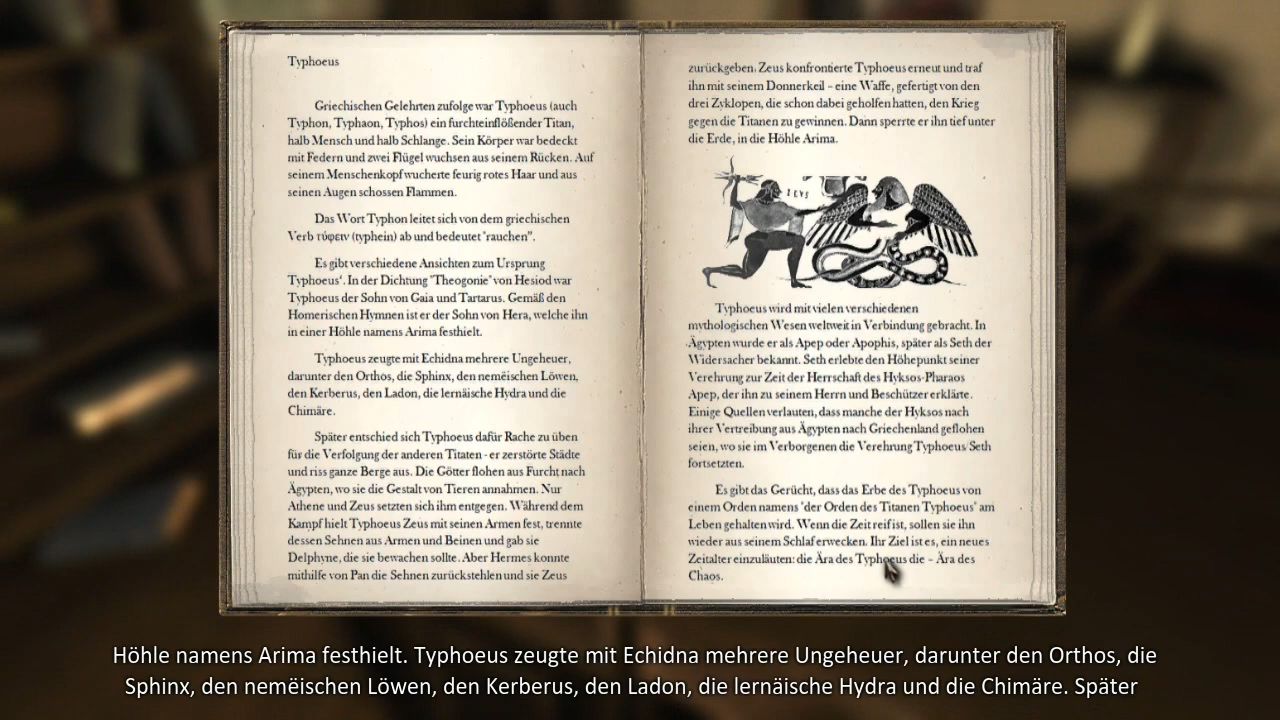 Typhoeus
Griechischen Gelehrten zufolge war Typhoeus (auch
Typhon, Typhaon, Typhos) ein furchteinflößender Titan,
halb Mensch und halb Schlange. Sein Körper war bedeckt
mit Federn und zwei Flügel wuchsen aus seinem Rücken. Auf
seinem Menschenkopf wucherte feurig rotes Haar und aus
seinen Augen schossen Flammen.
Das Wort Typhon leitet sich von dem griechischen
Verb τύφειν (typhein) ab und bedeutet "rauchen".
Es gibt verschiedene Ansichten zum Ursprung
Typhoeus'. In der Dichtung "Theogonie" von Hesiod war
Typhoeus der Sohn von Gaia und Tartarus. Gemäß den
Homerischen Hymnen ist er der Sohn von Hera, welche ihn
in einer Höhle namens Arima festhielt.
Typhoeus zeugte mit Echidna mehrere Ungeheuer,
darunter den Orthos, die Sphinx, den nemëischen Löwen,
den Kerberus, den Ladon, die lernäische Hydra und die
Chimäre.
Später entschied sich Typhoeus dafür Rache zu üben
für die Verfolgung der anderen Titaten - er zerstörte Städte
und riss ganze Berge aus. Die Götter flohen aus Furcht nach
Ägypten, wo sie die Gestalt von Tieren annahmen. Nur
Athene und Zeus setzten sich ihm entgegen. Während dem
Kampf hielt Typhoeus Zeus mit seinen Armen fest, trennte
dessen Sehnen aus Armen und Beinen und gab sie
Delphyne, die sie bewachen sollte. Aber Hermes konnte
mithilfe von Pan die Sehnen zurückstehlen und sie Zeus
zurückgeben. Zeus konfrontierte Typhoeus erneut und traf
ihn mit seinem Donnerkeil – eine Waffe, gefertigt von den
drei Zyklopen, die schon dabei geholfen hatten, den Krieg
gegen die Titanen zu gewinnen. Dann sperrte er ihn tief unter
die Erde, in die Höhle Arima.
Typhoeus wird mit vielen verschiedenen
mythologischen Wesen weltweit in Verbindung gebracht. In
Ägypten wurde er als Apep oder Apophis, später als Seth der
Widersacher bekannt. Seth erlebte den Höhepunkt seiner
Verehrung zur Zeit der Herrschaft des Hyksos-Pharaos
Apep, der ihn zu seinem Herrn und Beschützer erklärte.
Einige Quellen verlauten, dass manche der Hyksos nach
ihrer Vertreibung aus Ägypten nach Griechenland geflohen
seien, wo sie im Verborgenen die Verehrung Typhoeus/Seth
fortsetzten.
Es gibt das Gerücht, dass das Erbe des Typhoeus von
einem Orden namens "der Orden des Titanen Typhoeus" am
Leben gehalten wird. Wenn die Zeit reif ist, sollen sie ihn
wieder aus seinem Schlaf erwecken. Ihr Ziel ist es, ein neues
Zeitalter einzuläuten: die Ära des Typhoeus die – Ära des
Chaos.
Höhle namens Arima festhielt. Typhoeus zeugte mit Echidna mehrere Ungeheuer, darunter den Orthos, die
Sphinx, den nemëischen Löwen, den Kerberus, den Ladon, die lernäische Hydra und die Chimäre. Später